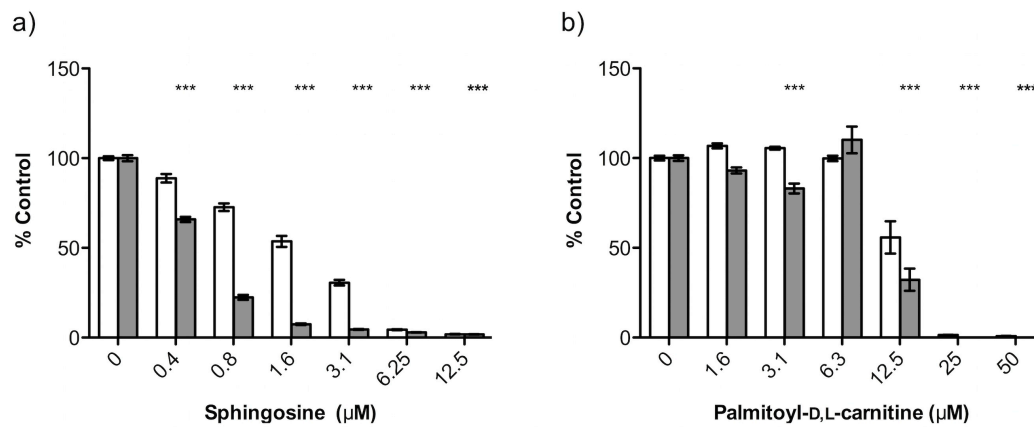 a)
150
100
50
0
% Control
*** *** *** *** *** ***
0 0.4 0.8 1.6 3.1 6.25 12.5
Sphingosine (µM)
b)
150
100
50
0
% Control
*** *** *** ***
0 1.6 3.1 6.3 12.5 25 50
Palmitoyl-D,L-carnitine (µM)